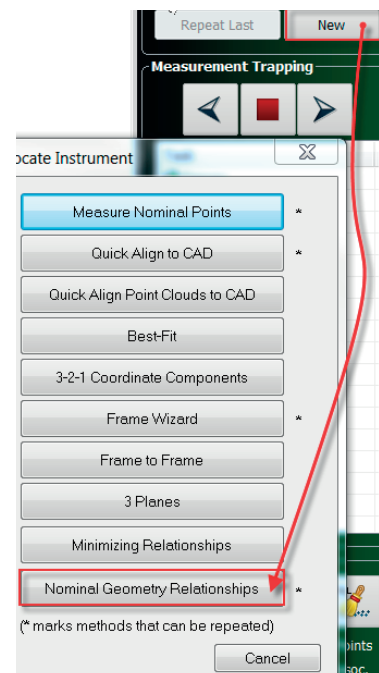 Repeat Last New
Measurement Trapping
ocate Instrument
Measure Nominal Points *
Quick Align to CAD *
Quick Align Point Clouds to CAD
Best-Fit
3-2-1 Coordinate Components
Frame Wizard *
Frame to Frame
3 Planes
Minimizing Relationships
Nominal Geometry Relationships *
(* marks methods that can be repeated)
Cancel
oints
soc.